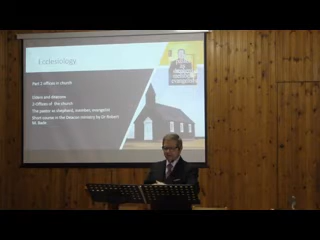 Ecclesiology
Part 2 offices in church
Elders and deacons
2 Offices of the church
The pastor as shepherd, overseer, evangelist
Short course in the Deacon ministry by Dr Robert